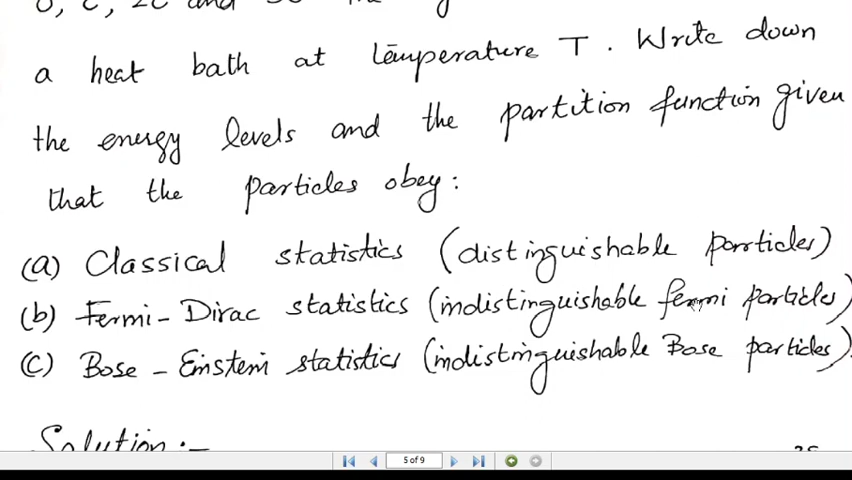 a heat bath at temperature T. Write down
the energy levels and the partition function given
that the particles obey:
(a) Classical statistics (distinguishable particles)
(b) Fermi-Dirac statistics (indistinguishable fermi particles)
(c) Bose - Einstein statistics (indistinguishable Bose particles).
Solution:-
5 of 9